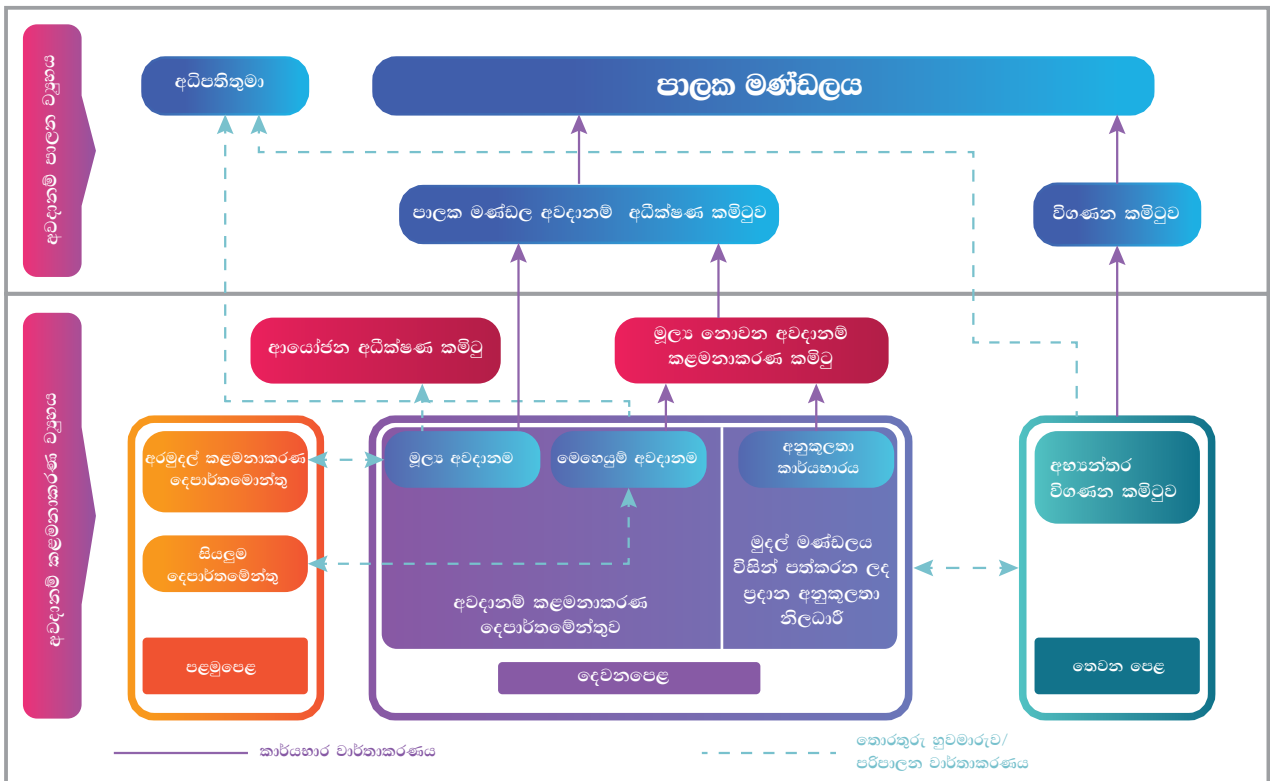 අවදානම් පාලන ව්‍යුහය
අධිපතිතුමා
පාලක මණ්ඩලය
පාලක මණ්ඩල අවදානම් අධීක්ෂණ කමිටුව
විගණන කමිටුව
අවදානම් කළමනාකරණ ව්‍යුහය
ආයෝජන අධීක්ෂණ කමිටු
මූල්‍ය නොවන අවදානම්
කළමනාකරණ කමිටු
අරමුදල් කළමනාකරණ
දෙපාර්තමොන්තු
සියලුම
දෙපාර්තමේන්තු
පළමුපෙළ
මූල්‍ය අවදානම
මෙහෙයුම් අවදානම
අවදානම් කළමනාකරණ
දෙපාර්තමේන්තුව
අනුකූලතා
කාර්යභාරය
මුදල් මණ්ඩලය
විසින් පත්කරන ලද
ප්‍රදාන අනුකූලතා
නිලධාරී
දෙවනපෙළ
අභ්‍යන්තර
විගණන කමිටුව
තෙවන පෙළ
කාර්යභාර වාර්තාකරණය
තොරතුරු හුවමාරුව/
පරිපාලන වාර්තාකරණය